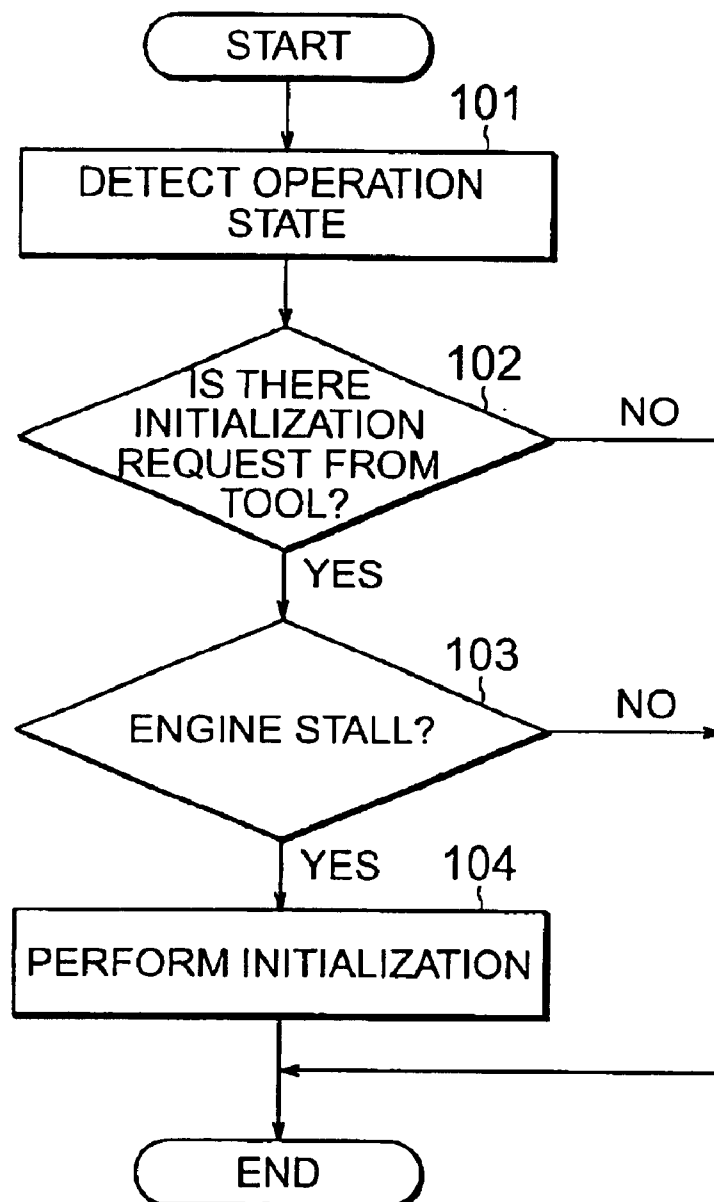 START
101
DETECT OPERATION
STATE
102
IS THERE
INITIALIZATION
REQUEST FROM
TOOL?
NO
YES
103
ENGINE STALL?
NO
YES
104
PERFORM INITIALIZATION
END